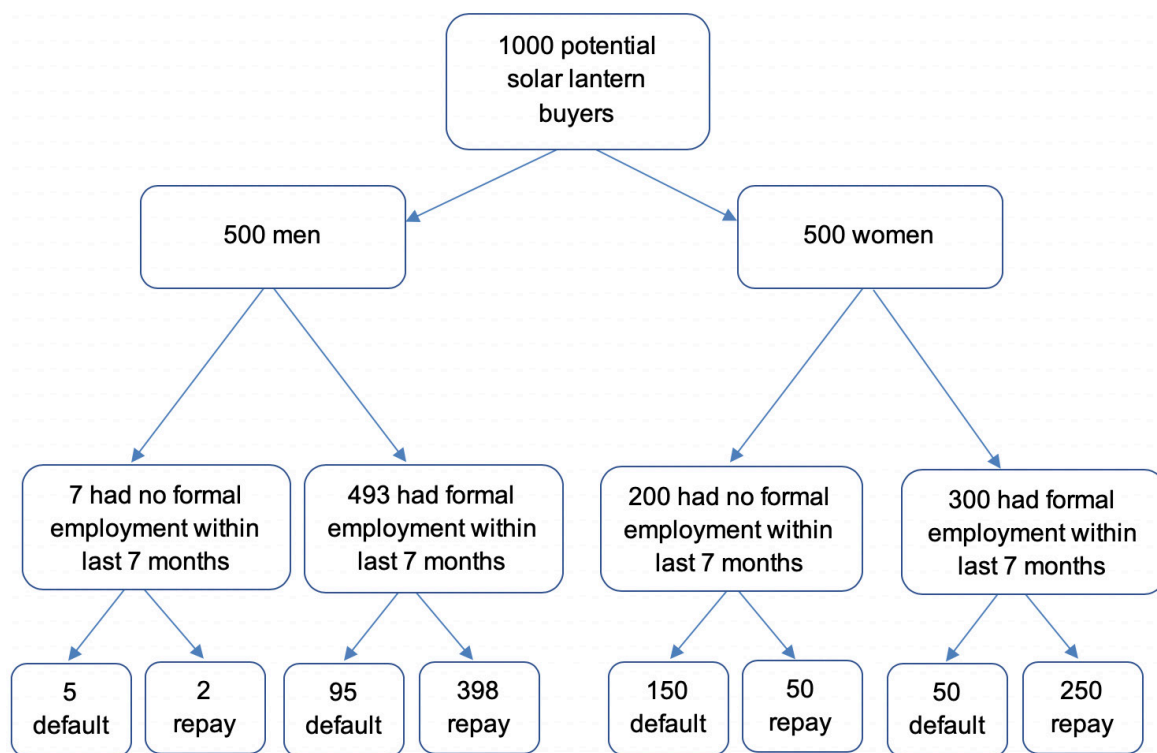 1000 potential
solar lantern
buyers
500 men
500 women
7 had no formal
employment within
last 7 months
493 had formal
employment within
last 7 months
200 had no formal
employment within
last 7 months
300 had formal
employment within
last 7 months
5
default
2
repay
95
default
398
repay
150
default
50
repay
50
default
250
repay